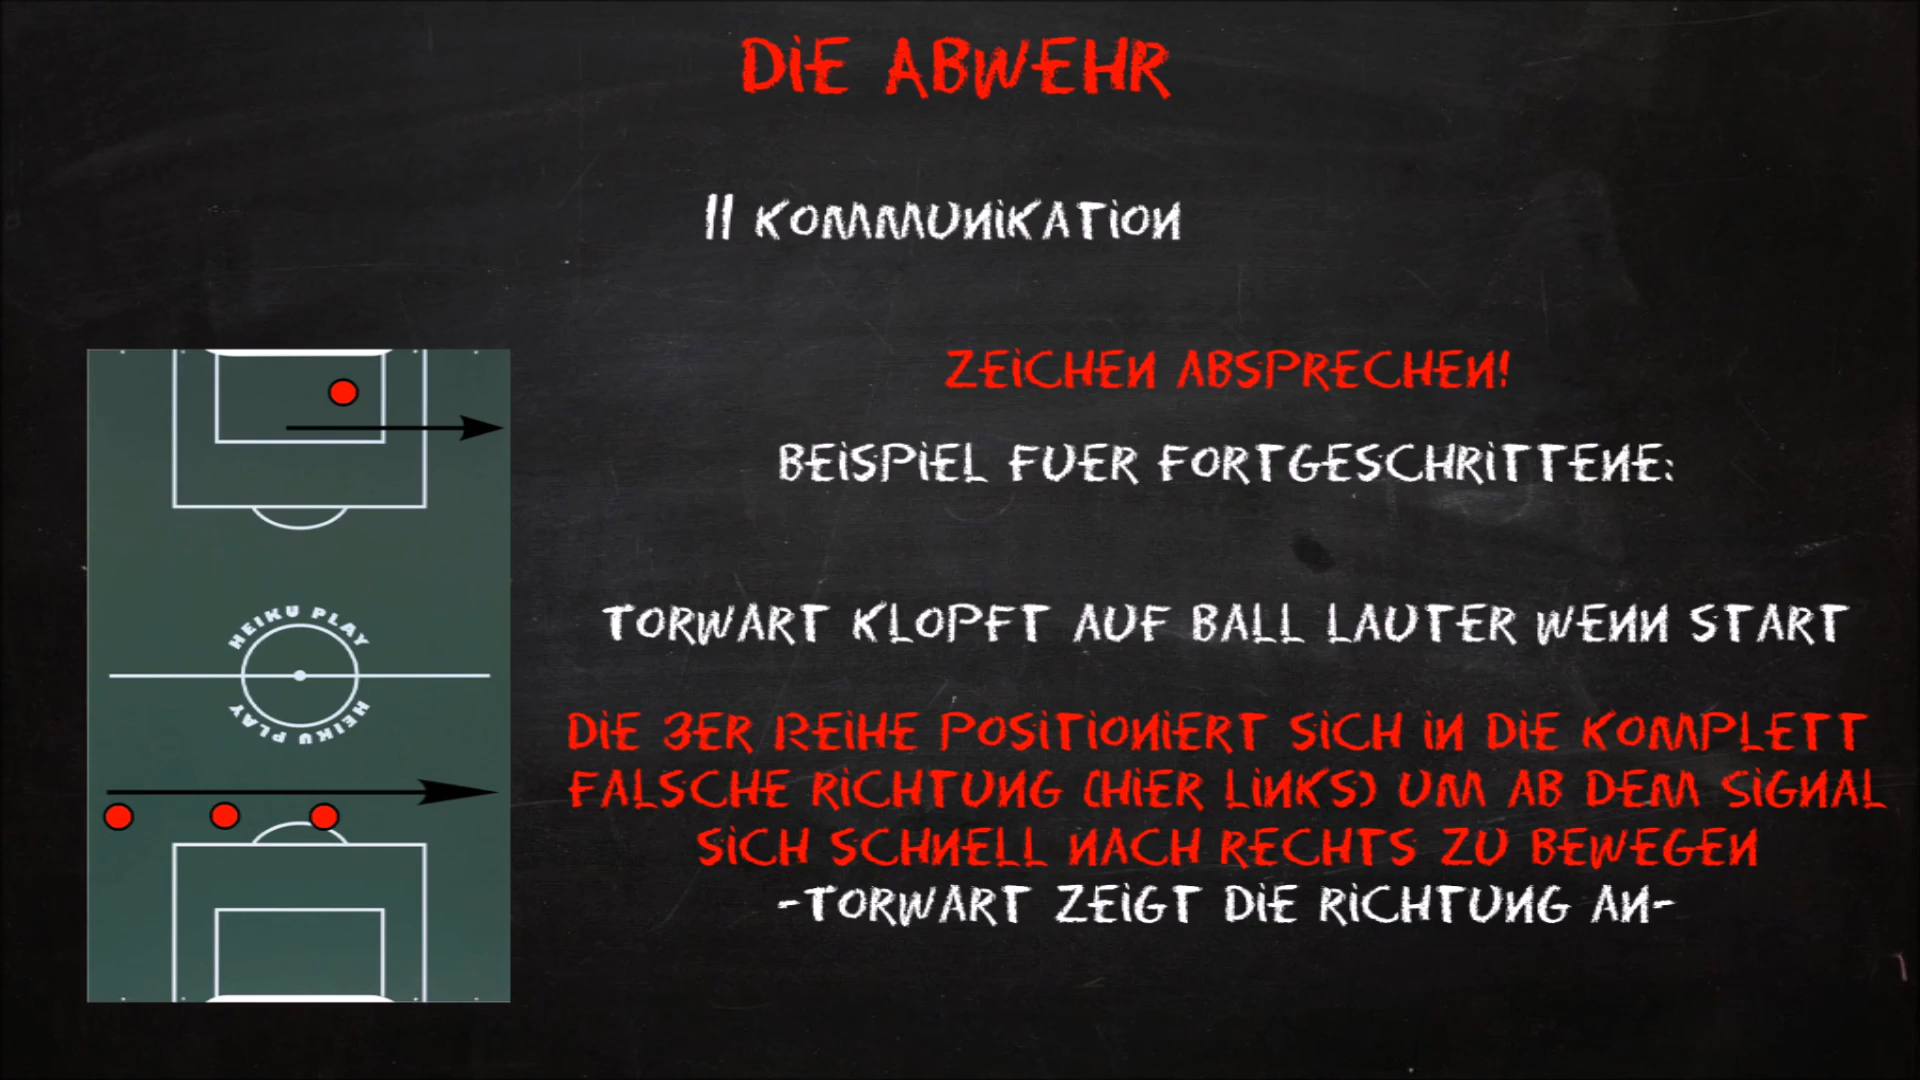 DIE ABWEHR
II KOMMUNIKATION
ZEICHEN ABSPRECHEN!
BEISPIEL FUER FORTGESCHRITTENE:
HEIKU PLAY
HEIKU PLAY
TORWART KLOPFT AUF BALL LAUTER WENN START
DIE 3ER REIHE POSITIONIERT SICH IN DIE KOMPLETT
FALSCHE RICHTUNG (HIER LINKS) UM AB DEM SIGNAL
SICH SCHNELL NACH RECHTS ZU BEWEGEN
-TORWART ZEIGT DIE RICHTUNG AN-